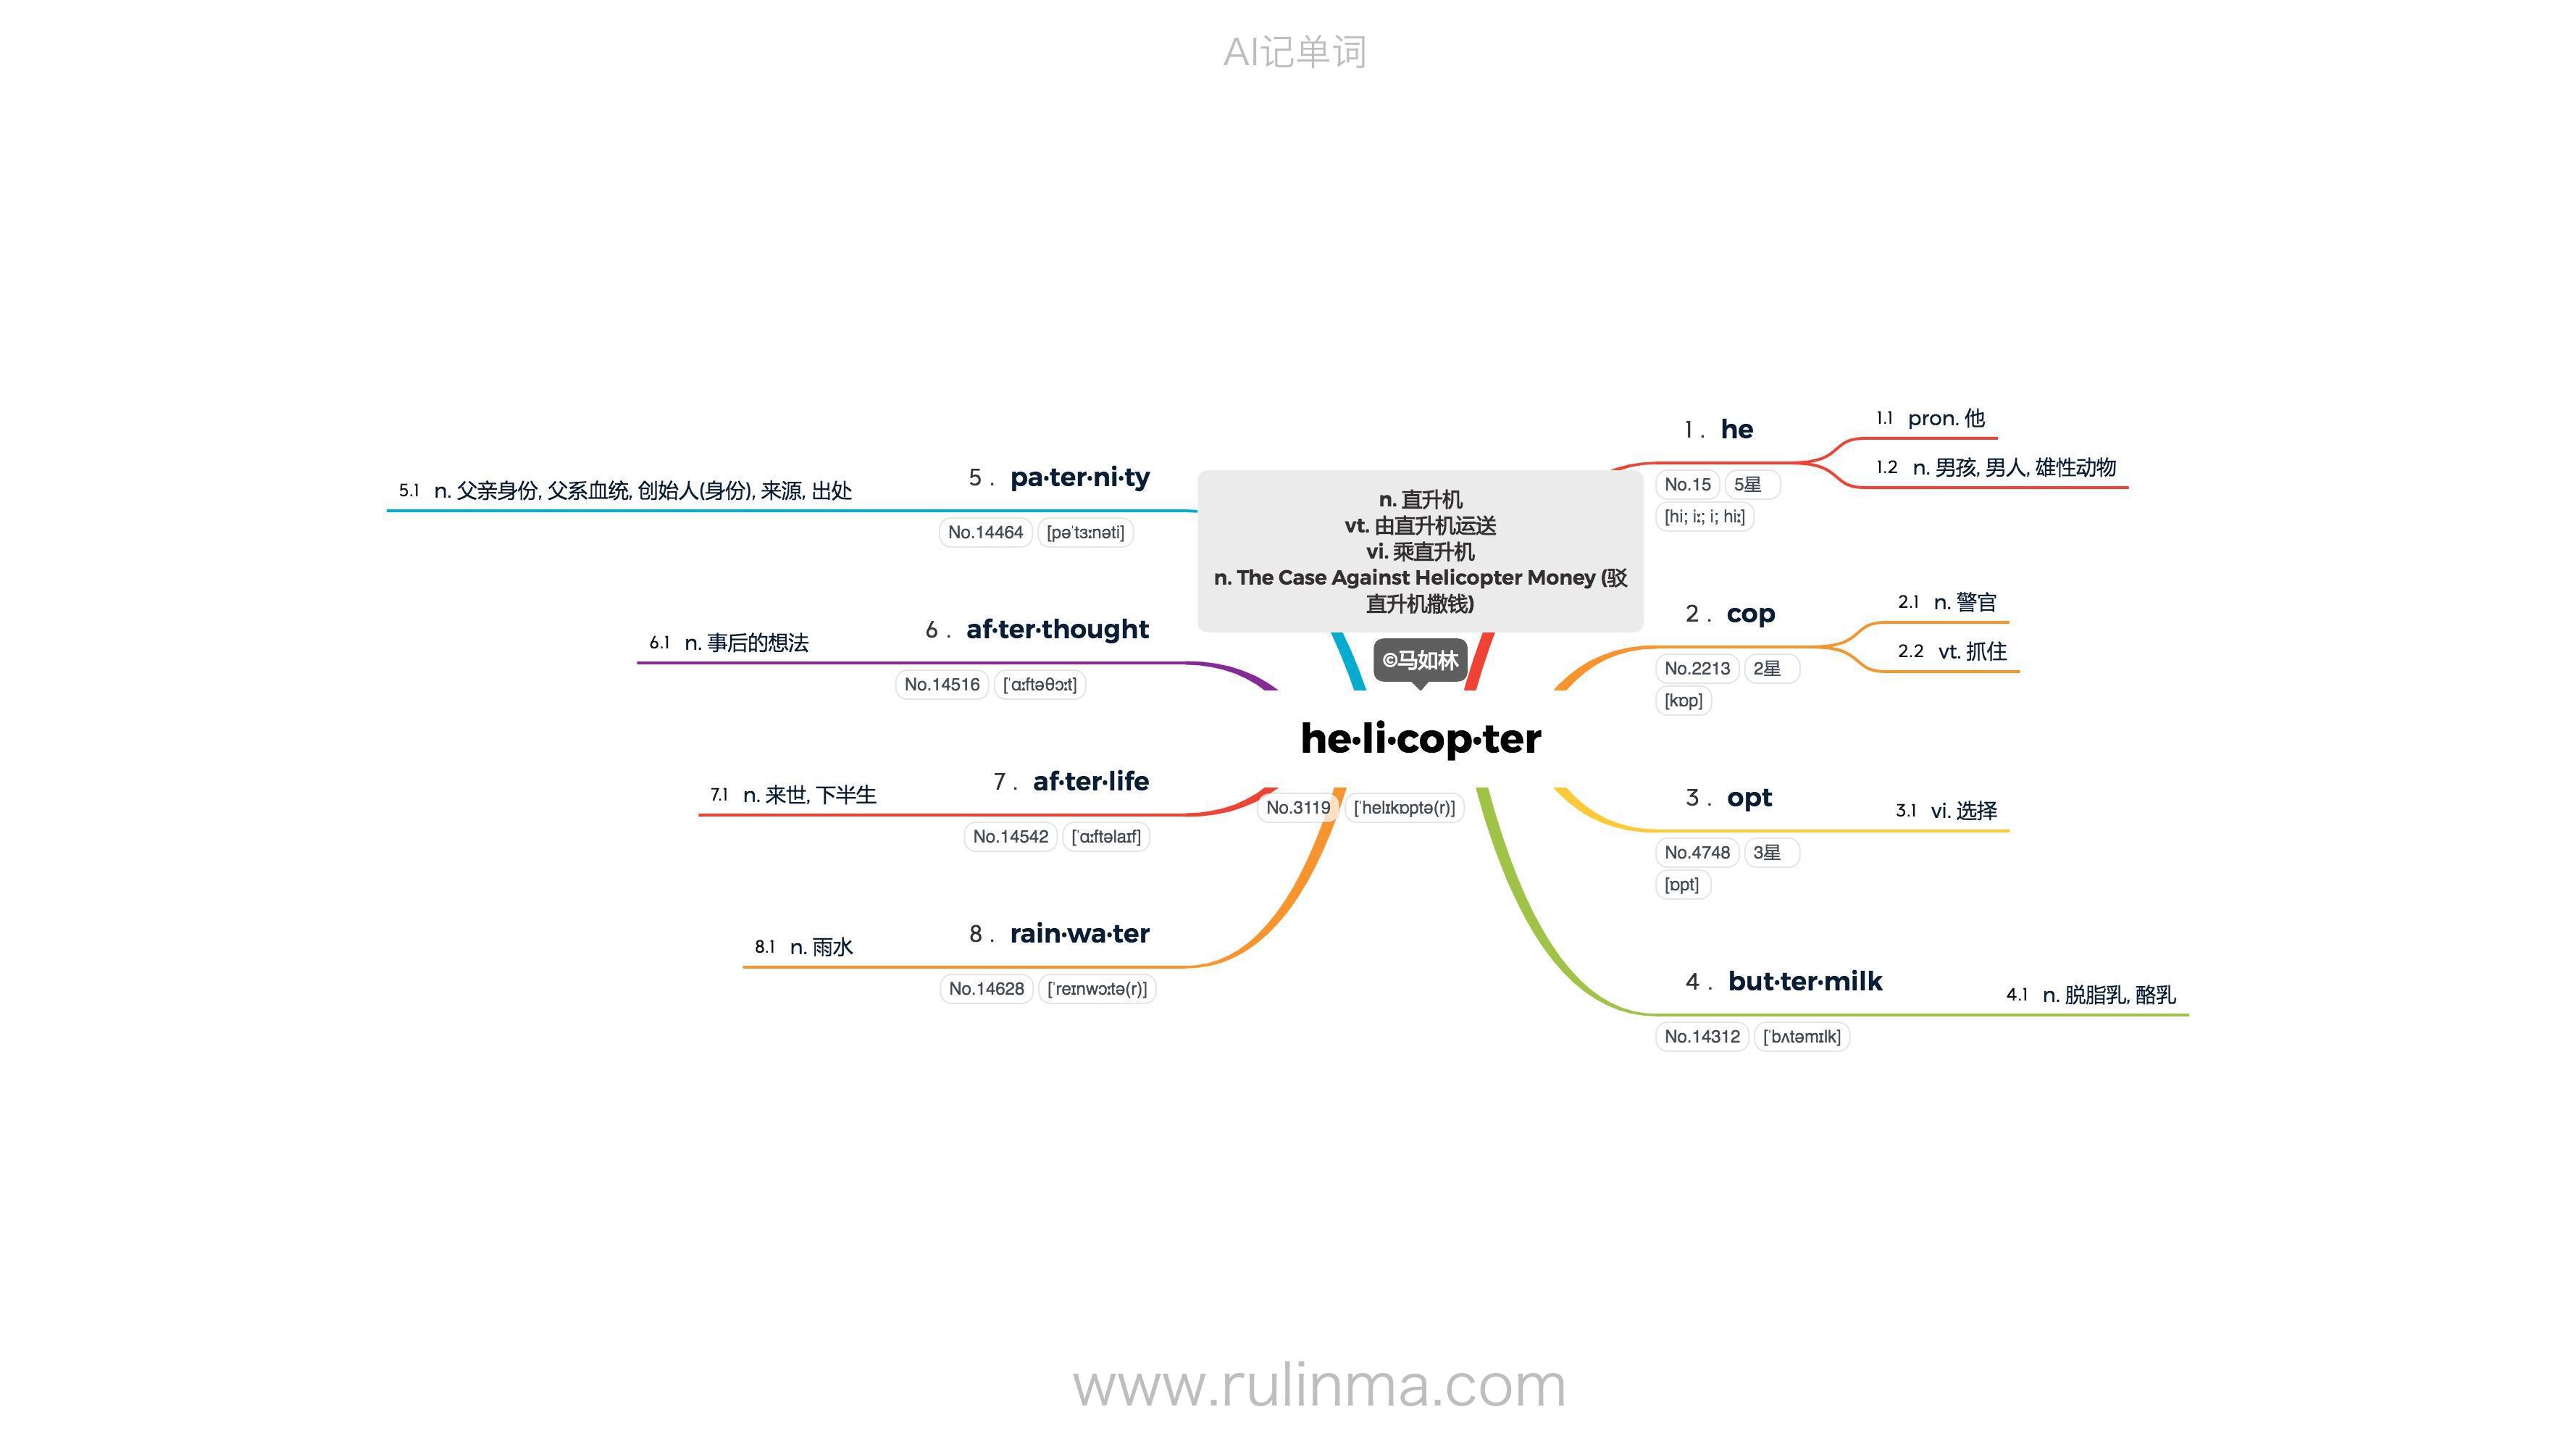 AI记单词
n. 直升机
vt. 由直升机运送
vi. 乘直升机
n. The Case Against Helicopter Money (驳
直升机撒钱)
©马如林
he·li·cop·ter
No.3119 [ˈhelɪkɒptə(r)]
1 . he
No.15 5星
[hi; iː; i; hiː]
1.1 pron. 他
1.2 n. 男孩, 男人, 雄性动物
2 . cop
No.2213 2星
[kɒp]
2.1 n. 警官
2.2 vt. 抓住
3 . opt
No.4748 3星
[ɒpt]
3.1 vi. 选择
4 . but·ter·milk
No.14312 [ˈbʌtəmɪlk]
4.1 n. 脱脂乳, 酪乳
5 . pa·ter·ni·ty
No.14464 [pəˈtɜːnəti]
5.1 n. 父亲身份, 父系血统, 创始人(身份), 来源, 出处
6 . af·ter·thought
No.14516 [ˈɑːftəθɔːt]
6.1 n. 事后的想法
7 . af·ter·life
No.14542 [ˈɑːftəlaɪf]
7.1 n. 来世, 下半生
8 . rain·wa·ter
No.14628 [ˈreɪnwɔːtə(r)]
8.1 n. 雨水
www.rulinma.com